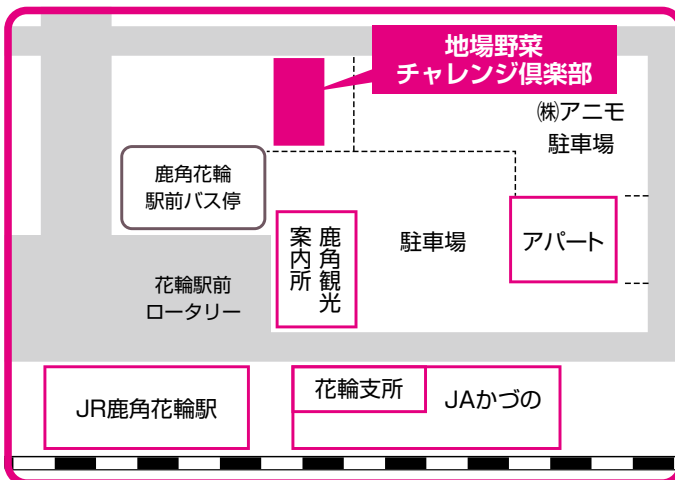 地場野菜
チャレンジ倶楽部
㈱アニモ
駐車場
鹿角花輪
駅前バス停
鹿角観光
案内所
駐車場
アパート
花輪駅前
ロータリー
JR鹿角花輪駅
花輪支所
JAかづの